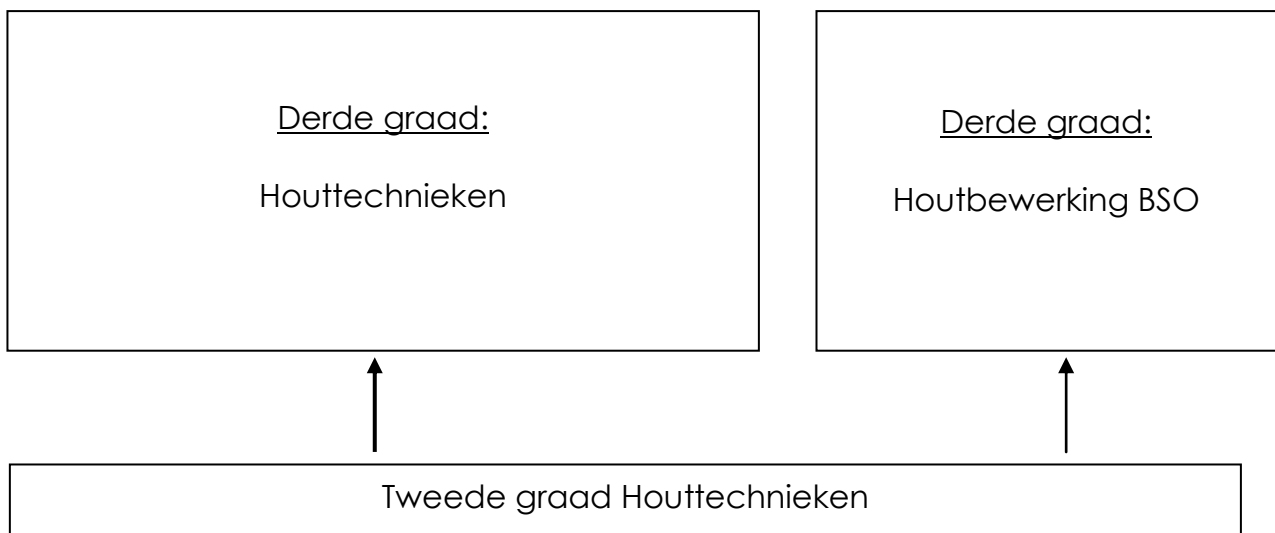 Derde graad:
Houttechnieken
Derde graad:
Houtbewerking BSO
Tweede graad Houttechnieken